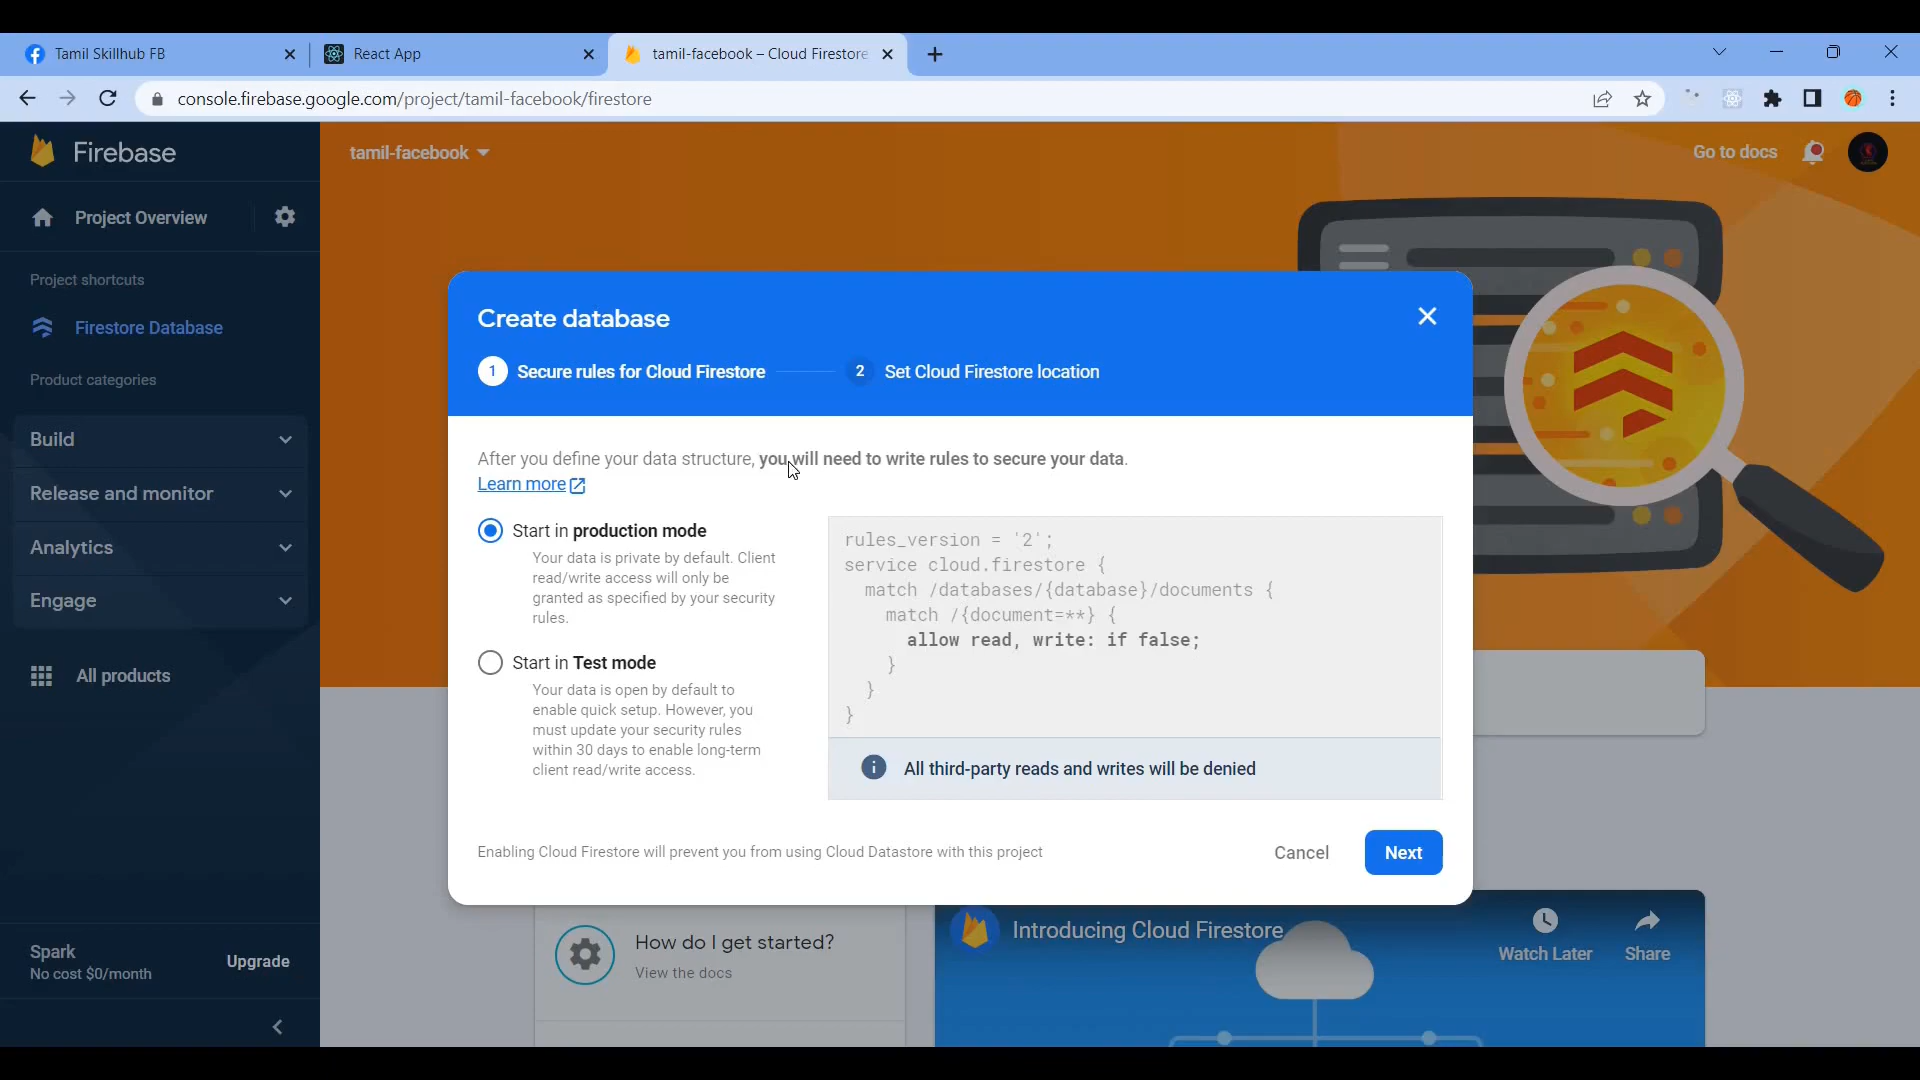 Tamil Skillhub FB
React App
tamil-facebook – Cloud Firestore
console.firebase.google.com/project/tamil-facebook/firestore
Firebase
tamil-facebook
Go to docs
Project Overview
Project shortcuts
Firestore Database
Product categories
Build
Release and monitor
Analytics
Engage
All products
Spark
No cost $0/month
Upgrade
Create database
1 Secure rules for Cloud Firestore
2 Set Cloud Firestore location
After you define your data structure, you will need to write rules to secure your data.
Learn more
Start in production mode
Your data is private by default. Client
read/write access will only be
granted as specified by your security
rules.
Start in Test mode
Your data is open by default to
enable quick setup. However, you
must update your security rules
within 30 days to enable long-term
client read/write access.
rules_version = '2';
service cloud.firestore {
match /databases/{database}/documents {
match /{document=**} {
allow read, write: if false;
}
}
}
All third-party reads and writes will be denied
Enabling Cloud Firestore will prevent you from using Cloud Datastore with this project
Cancel
Next
How do I get started?
View the docs
Introducing Cloud Firestore
Watch Later
Share